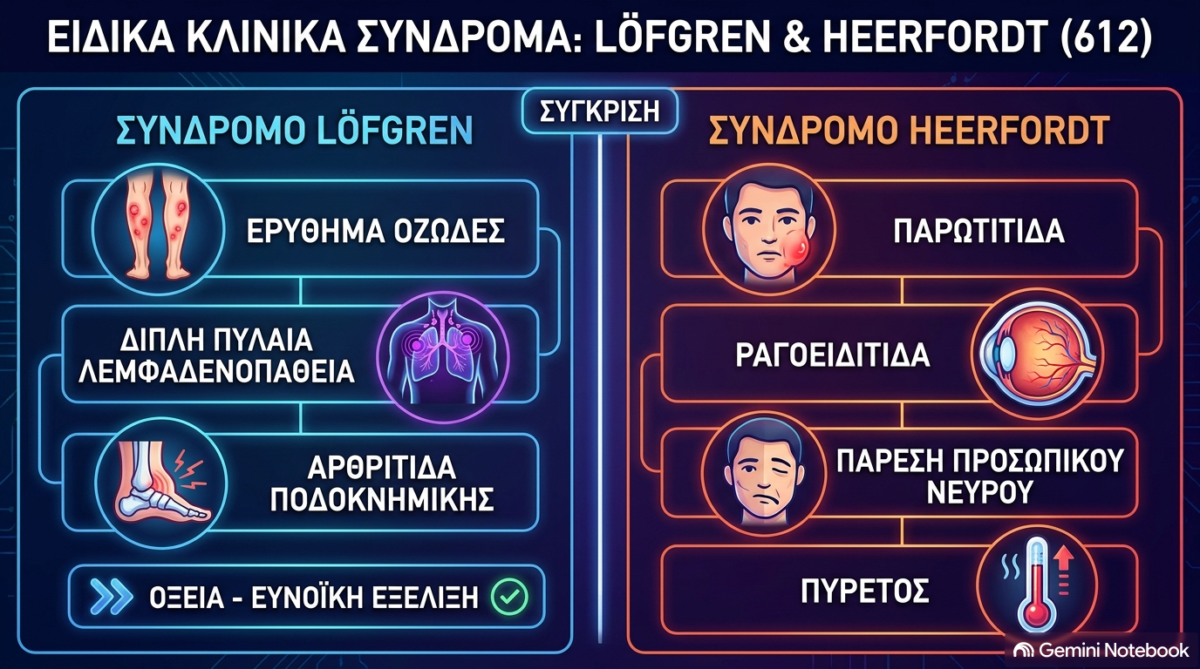 ΕΙΔΙΚΑ ΚΛΙΝΙΚΑ ΣΥΝΔΡΟΜΑ: LÖFGREN & HEERFORDT (612)
ΣΥΓΚΡΙΣΗ
ΣΥΝΔΡΟΜΟ LÖFGREN
ΕΡΥΘΗΜΑ ΟΖΩΔΕΣ
ΔΙΠΛΗ ΠΥΛΑΙΑ
ΛΕΜΦΑΔΕΝΟΠΑΘΕΙΑ
ΑΡΘΡΙΤΙΔΑ
ΠΟΔΟΚΝΗΜΙΚΗΣ
ΟΞΕΙΑ - ΕΥΝΟΪΚΗ ΕΞΕΛΙΞΗ
ΣΥΝΔΡΟΜΟ HEERFORDT
ΠΑΡΩΤΙΤΙΔΑ
ΡΑΓΟΕΙΔΙΤΙΔΑ
ΠΑΡΕΣΗ ΠΡΟΣΩΠΙΚΟΥ
ΝΕΥΡΟΥ
ΠΥΡΕΤΟΣ
Gemini Notebook